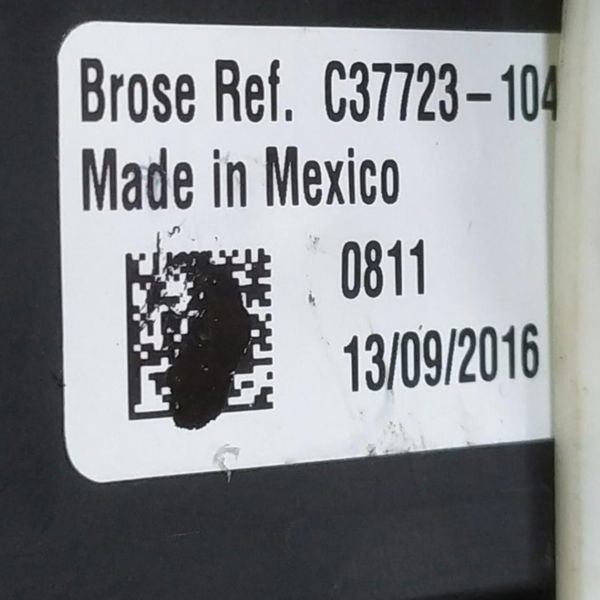 Brose Ref. C37723-104
Made in Mexico
0811
13/09/2016